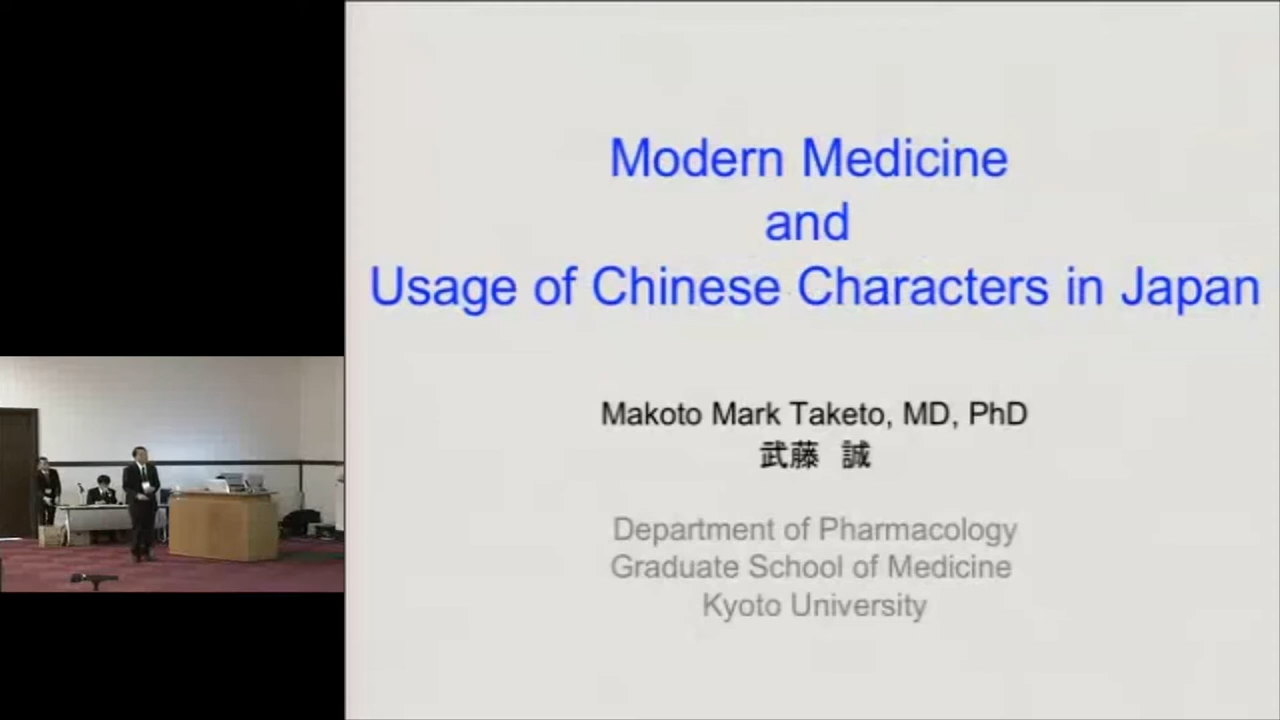 Modern Medicine
and
Usage of Chinese Characters in Japan
Makoto Mark Taketo, MD, PhD
武藤　誠
Department of Pharmacology
Graduate School of Medicine
Kyoto University